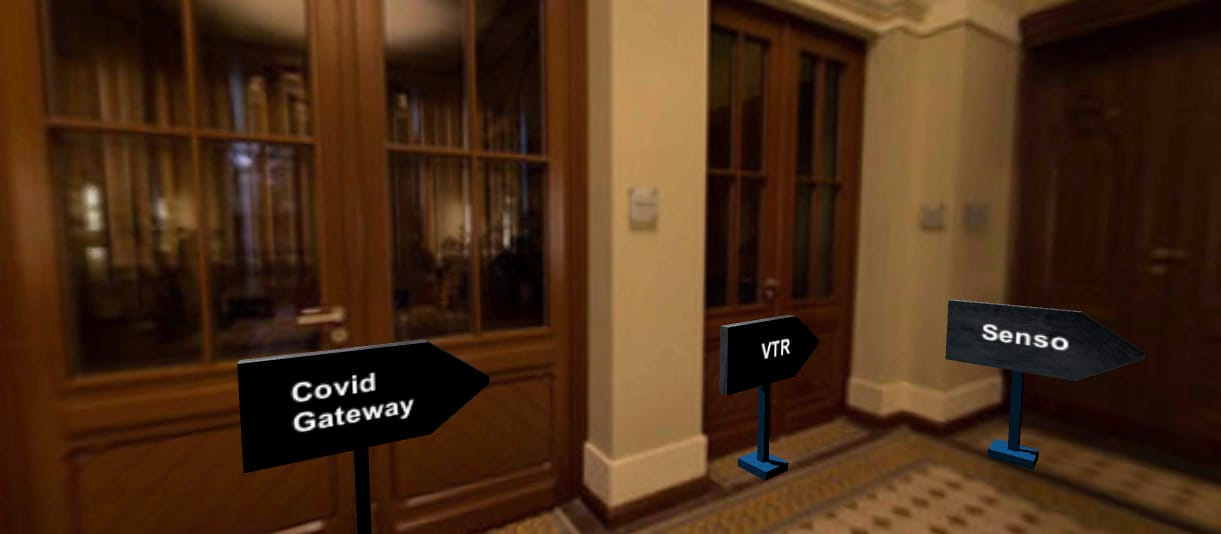 Covid
Gateway
VTR
Senso